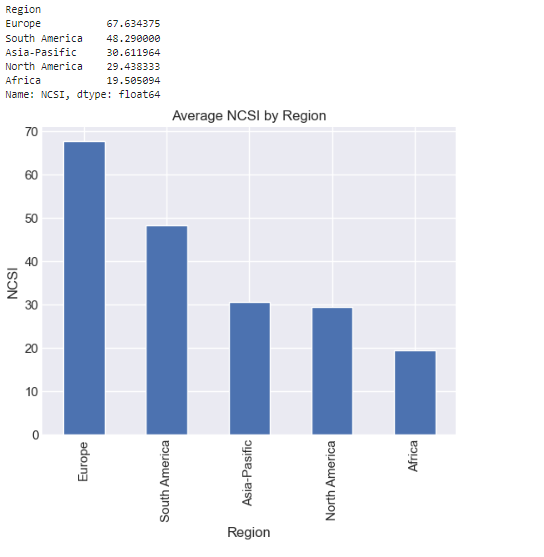 Region
Europe 67.634375
South America 48.290000
Asia-Pasific 30.611964
North America 29.438333
Africa 19.505094
Name: NCSI, dtype: float64
Average NCSI by Region
70
60
50
40
30
20
10
0
NCSI
Europe
South America
Asia-Pasific
North America
Africa
Region